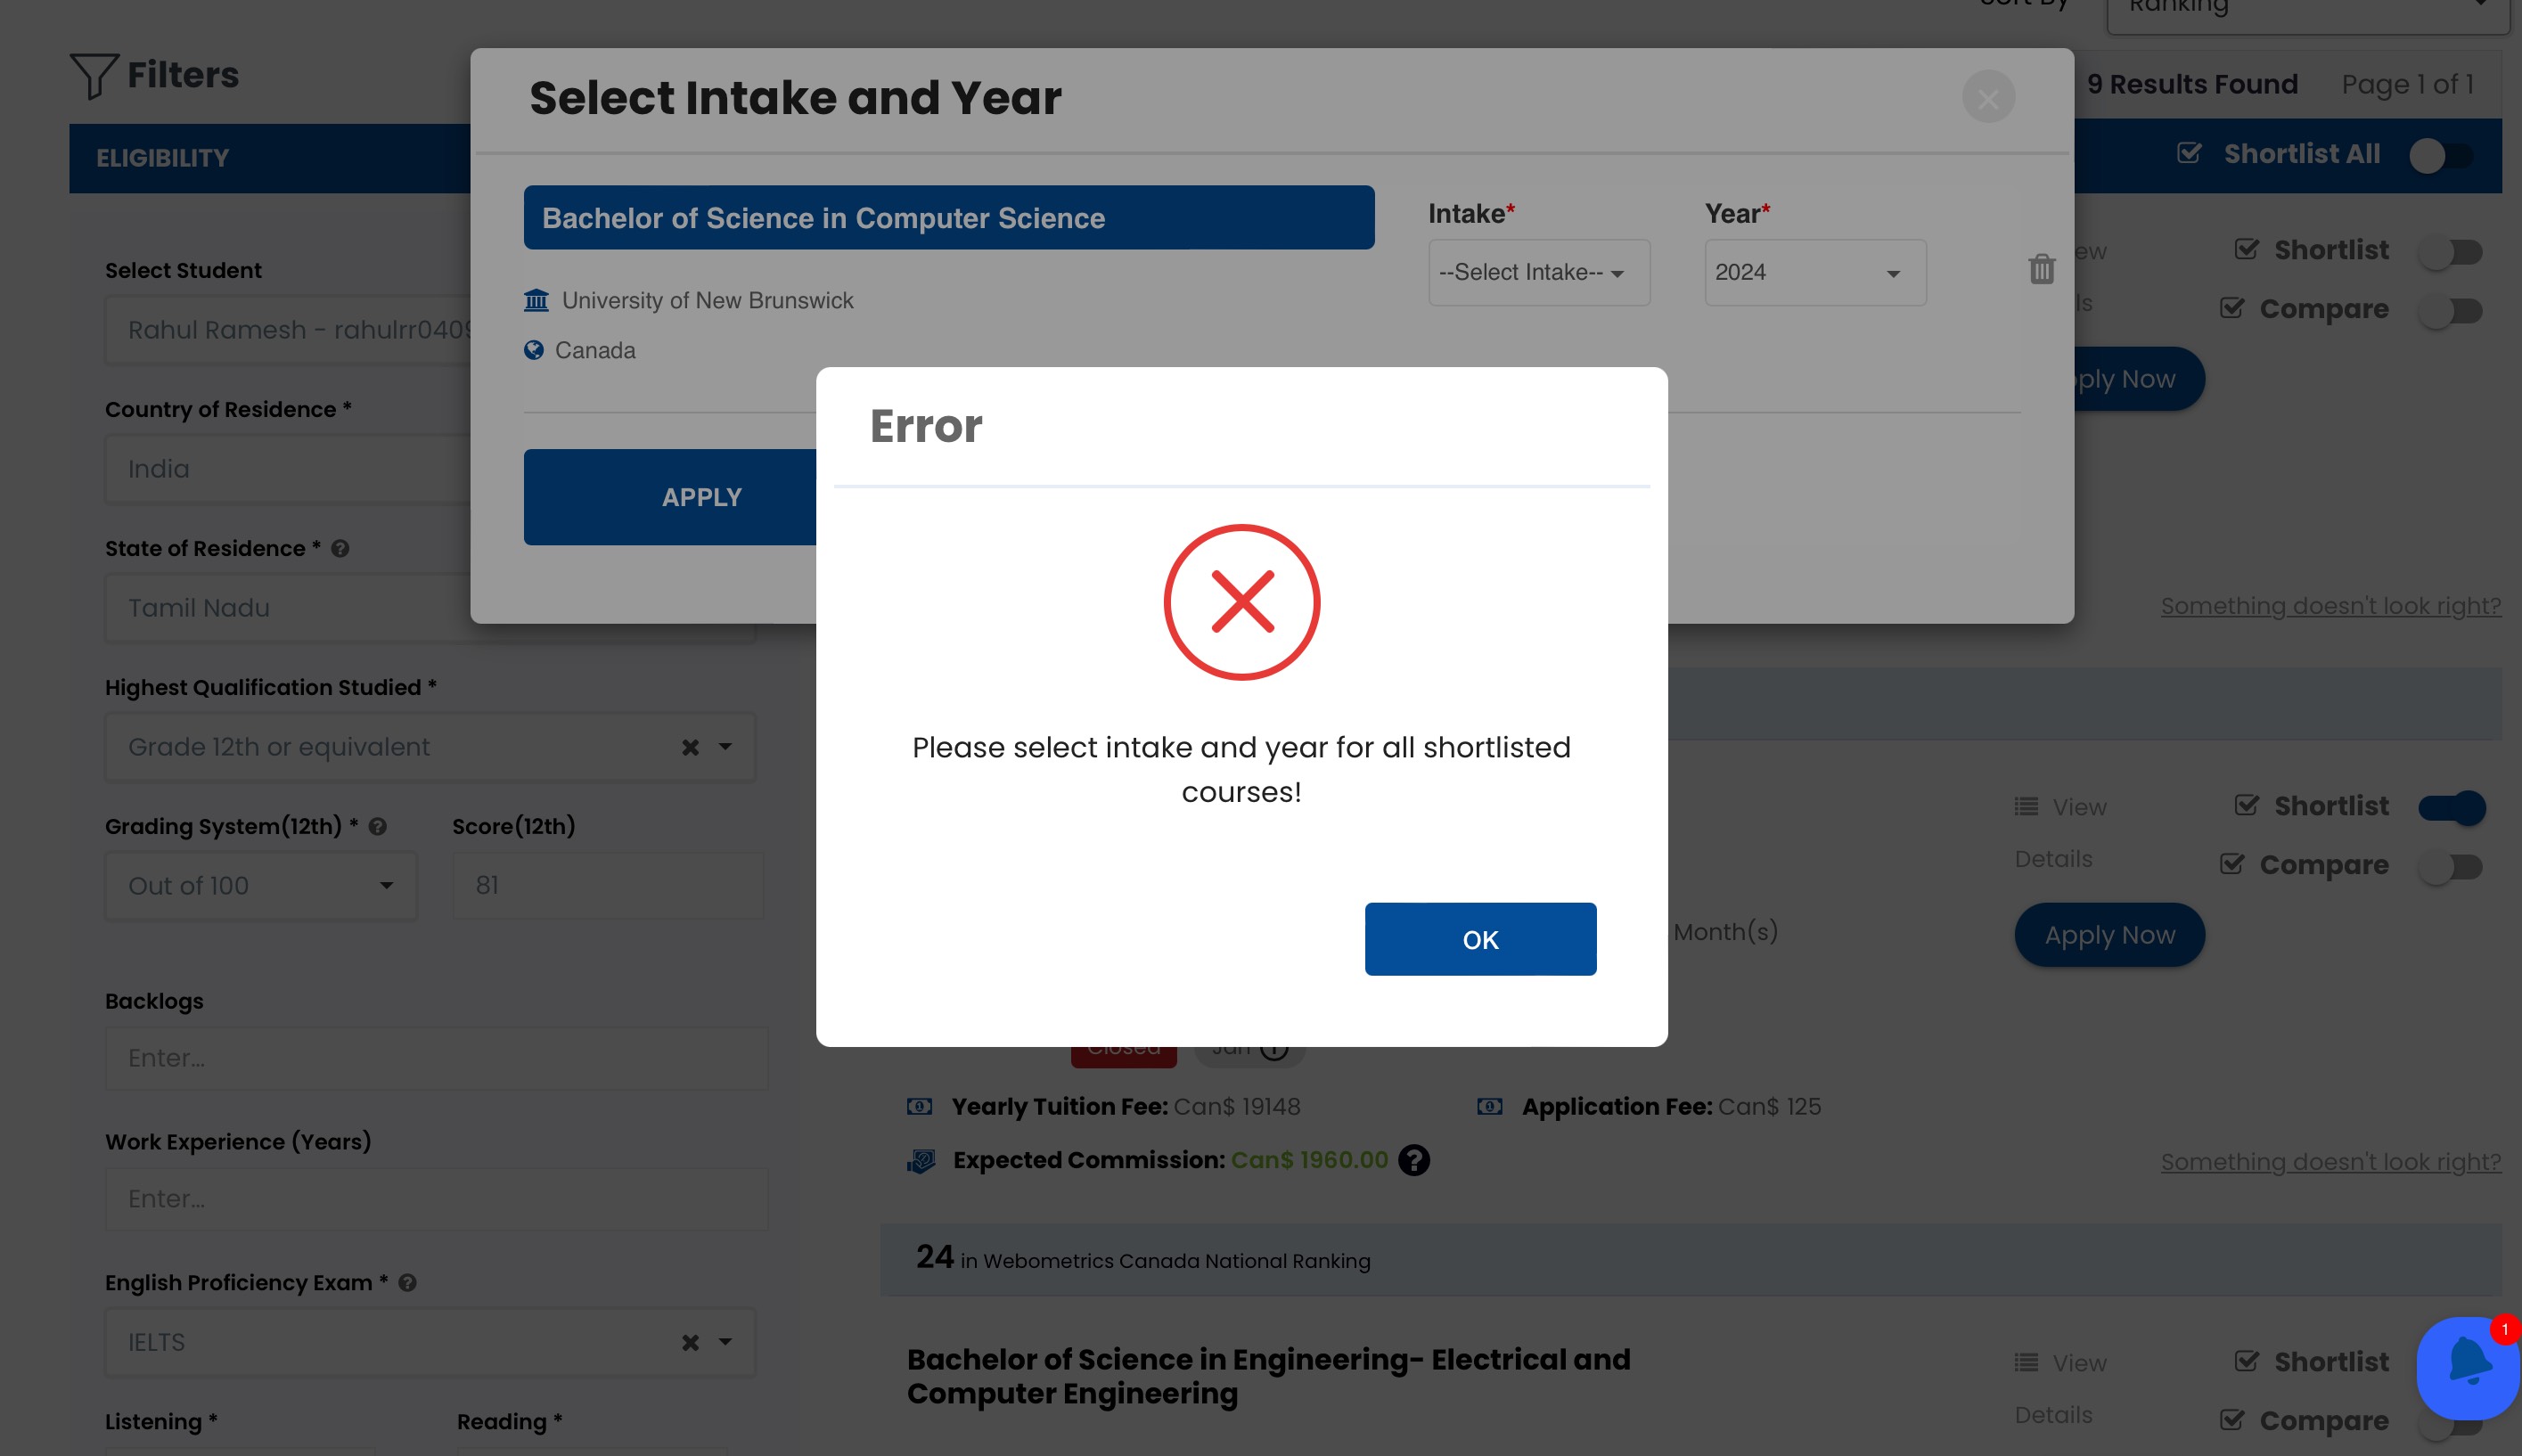 Sort By
Ranking
Filters
Select Intake and Year
9 Results Found
Page 1 of 1
ELIGIBILITY
Shortlist All
Bachelor of Science in Computer Science
Intake*
Year*
--Select Intake--
2024
Shortlist
Select Student
University of New Brunswick
Compare
Rahul Ramesh - rahulrr0409
Canada
Country of Residence *
Error
India
APPLY
State of Residence *
Tamil Nadu
Something doesn't look right?
Highest Qualification Studied *
Grade 12th or equivalent
Please select intake and year for all shortlisted
courses!
View
Details
Shortlist
Compare
Grading System(12th) *
Score(12th)
Out of 100
81
OK
Month(s)
Apply Now
Backlogs
Enter...
Closed
Jan
Yearly Tuition Fee: Can$ 19148
Application Fee: Can$ 125
Work Experience (Years)
Expected Commission: Can$ 1960.00
Something doesn't look right?
Enter...
24 in Webometrics Canada National Ranking
English Proficiency Exam *
IELTS
1
Bachelor of Science in Engineering- Electrical and
Computer Engineering
View
Details
Shortlist
Compare
Listening *
Reading *